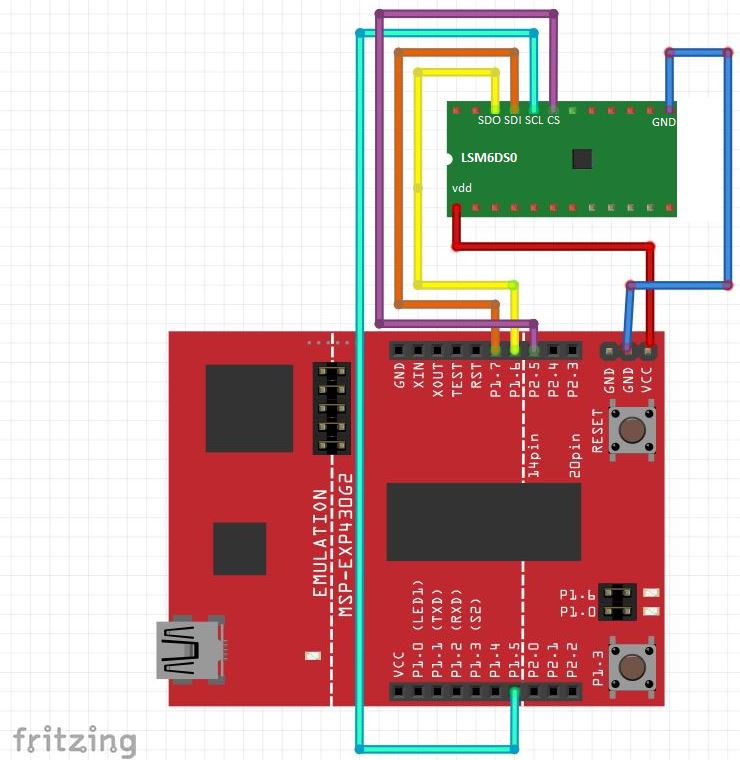 SDO SDI SCL CS
GND
LSM6DS0
vdd
GND
XIN
XOUT
TEST
RST
P1.7
P1.6
P2.5
P2.4
P2.3
GND
GND
VCC
RESET
14pin
20pin
EMULATION
MSP-EXP430G2
P1.6
P1.0
VCC
P1.0 (LED1)
P1.1 (TXD)
P1.2 (RXD)
P1.3 (S2)
P1.4
P1.5
P2.0
P2.1
P2.2
P1.3
fritzing